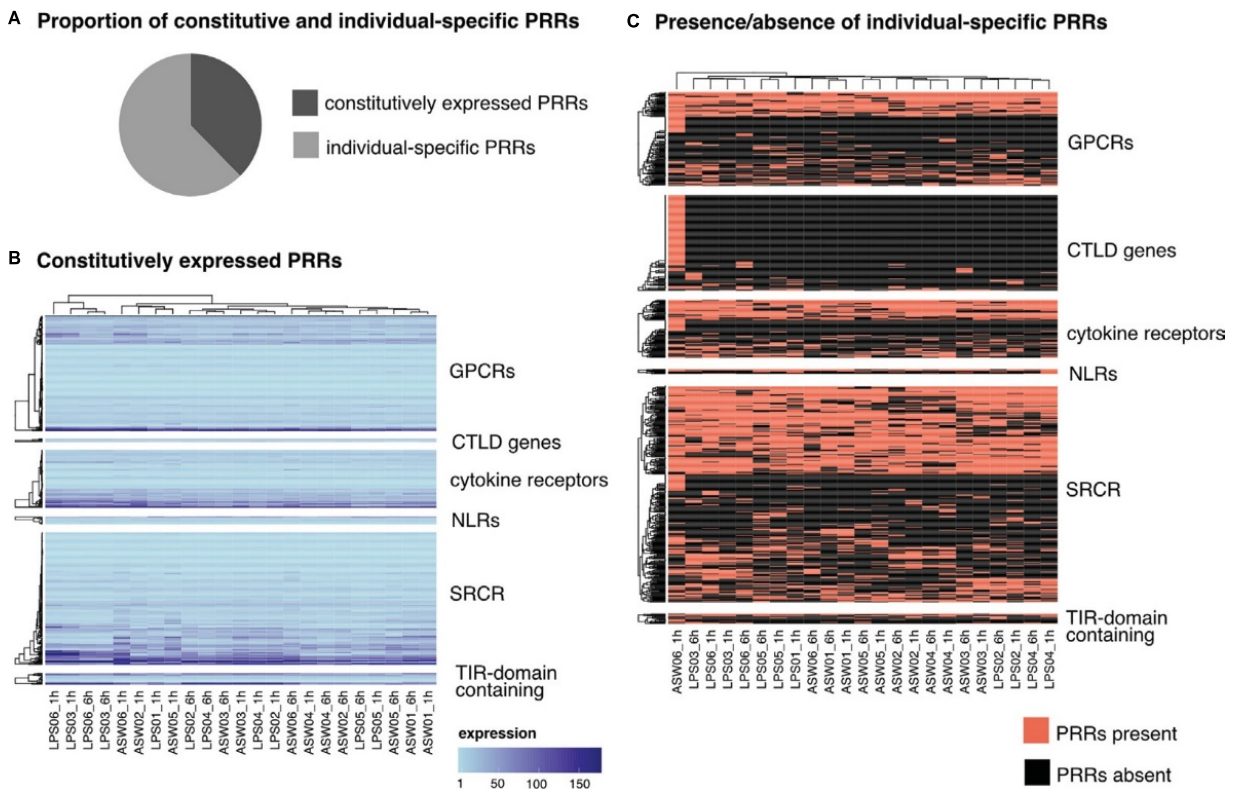 A Proportion of constitutive and individual-specific PRRs
constitutively expressed PRRs
individual-specific PRRs
B Constitutively expressed PRRs
GPCRs
CTLD genes
cytokine receptors
NLRs
SRCR
TIR-domain
containing
LPS06_1h
LPS03_1h
LPS06_6h
LPS03_6h
ASW06_1h
ASW02_1h
LPS01_1h
ASW05_1h
LPS02_6h
LPS04_6h
ASW03_6h
ASW03_1h
LPS04_1h
LPS02_1h
ASW06_6h
ASW04_1h
ASW04_6h
ASW02_6h
LPS05_6h
LPS05_1h
ASW05_6h
ASW01_6h
ASW01_1h
expression
1 50 100 150
C Presence/absence of individual-specific PRRs
GPCRs
CTLD genes
cytokine receptors
NLRs
SRCR
TIR-domain
containing
ASW06_1h
LPS03_6h
LPS06_1h
LPS03_1h
LPS06_6h
LPS05_6h
LPS05_1h
LPS01_1h
ASW06_6h
ASW01_6h
ASW01_1h
ASW05_6h
ASW05_1h
ASW02_6h
ASW02_1h
ASW04_6h
ASW04_1h
ASW03_6h
ASW03_1h
LPS02_6h
LPS02_1h
LPS04_6h
LPS04_1h
PRRs present
PRRs absent